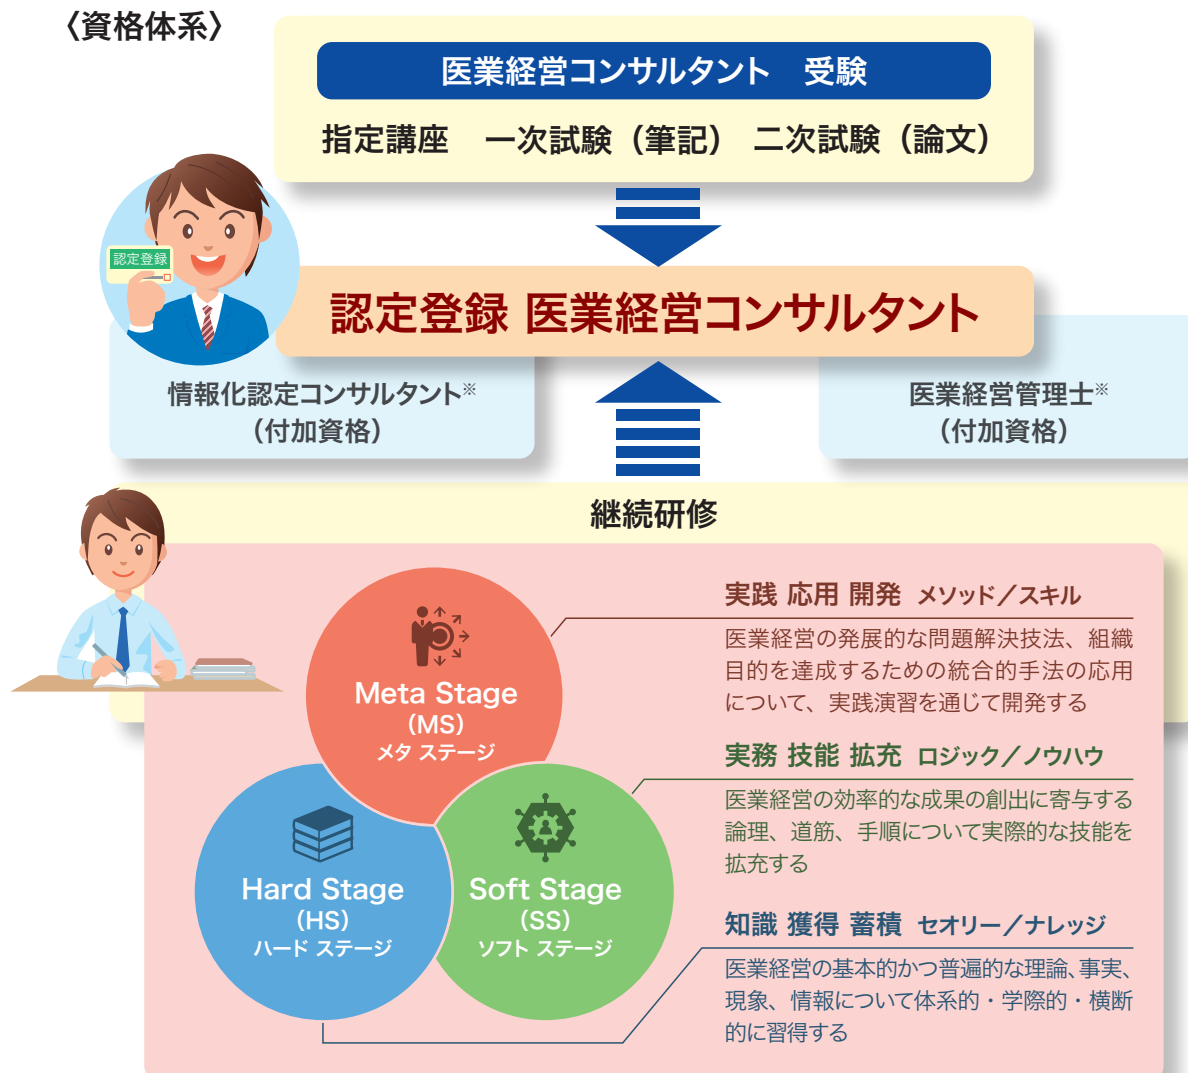 〈資格体系〉
医業経営コンサルタント　受験
指定講座　一次試験（筆記）　二次試験（論文）
認定登録
認定登録 医業経営コンサルタント
情報化認定コンサルタント※
（付加資格）
医業経営管理士※
（付加資格）
継続研修
Meta Stage
（MS）
メタ ステージ
Hard Stage
（HS）
ハード ステージ
Soft Stage
（SS）
ソフト ステージ
実践 応用 開発 メソッド／スキル
医業経営の発展的な問題解決技法、組織
目的を達成するための統合的手法の応用
について、実践演習を通じて開発する
実務 技能 拡充 ロジック／ノウハウ
医業経営の効率的な成果の創出に寄与する
論理、道筋、手順について実際的な技能を
拡充する
知識 獲得 蓄積 セオリー／ナレッジ
医業経営の基本的かつ普遍的な理論、事実、
現象、情報について体系的・学際的・横断
的に習得する